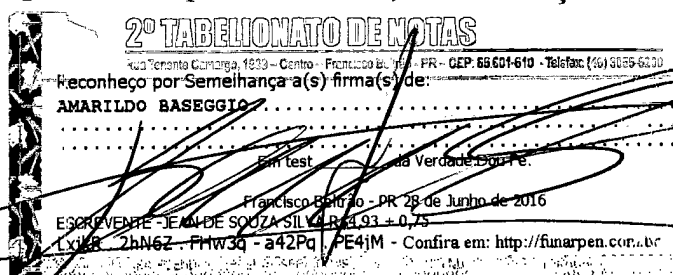 2º TABELIONATO DE NOTAS
Rua Tenente Camargo, 1933 - Centro - Francisco Beltrão - PR - CEP: 85.601-610 - Telefax: (46)
Reconheço por Semelhança a(s) firma(s) de:
AMARILDO BASEGGIO
Em test da Verdade Dou Fé.
Francisco Beltrão - PR 28 de Junho de 2016
ESCREVENTE - JEAN DE SOUZA SILVA R$4,93 + 0,75
2hN6Z . FHw3q - a42Pq PE4jM - Confira em: http://funarpen.com.br